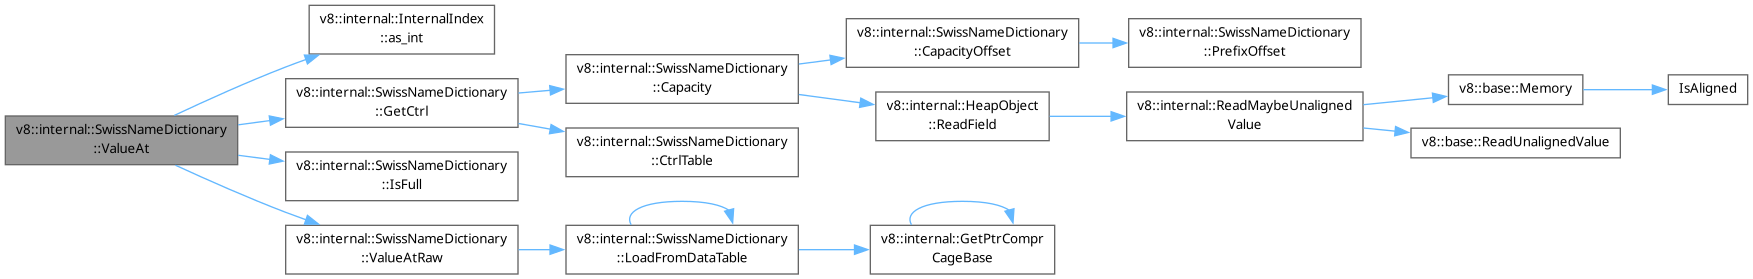 v8::internal::SwissNameDictionary
::ValueAt
v8::internal::InternalIndex
::as_int
v8::internal::SwissNameDictionary
::GetCtrl
v8::internal::SwissNameDictionary
::IsFull
v8::internal::SwissNameDictionary
::ValueAtRaw
v8::internal::SwissNameDictionary
::Capacity
v8::internal::SwissNameDictionary
::CtrlTable
v8::internal::SwissNameDictionary
::LoadFromDataTable
v8::internal::SwissNameDictionary
::CapacityOffset
v8::internal::HeapObject
::ReadField
v8::internal::GetPtrCompr
CageBase
v8::internal::SwissNameDictionary
::PrefixOffset
v8::internal::ReadMaybeUnaligned
Value
v8::base::Memory
v8::base::ReadUnalignedValue
IsAligned